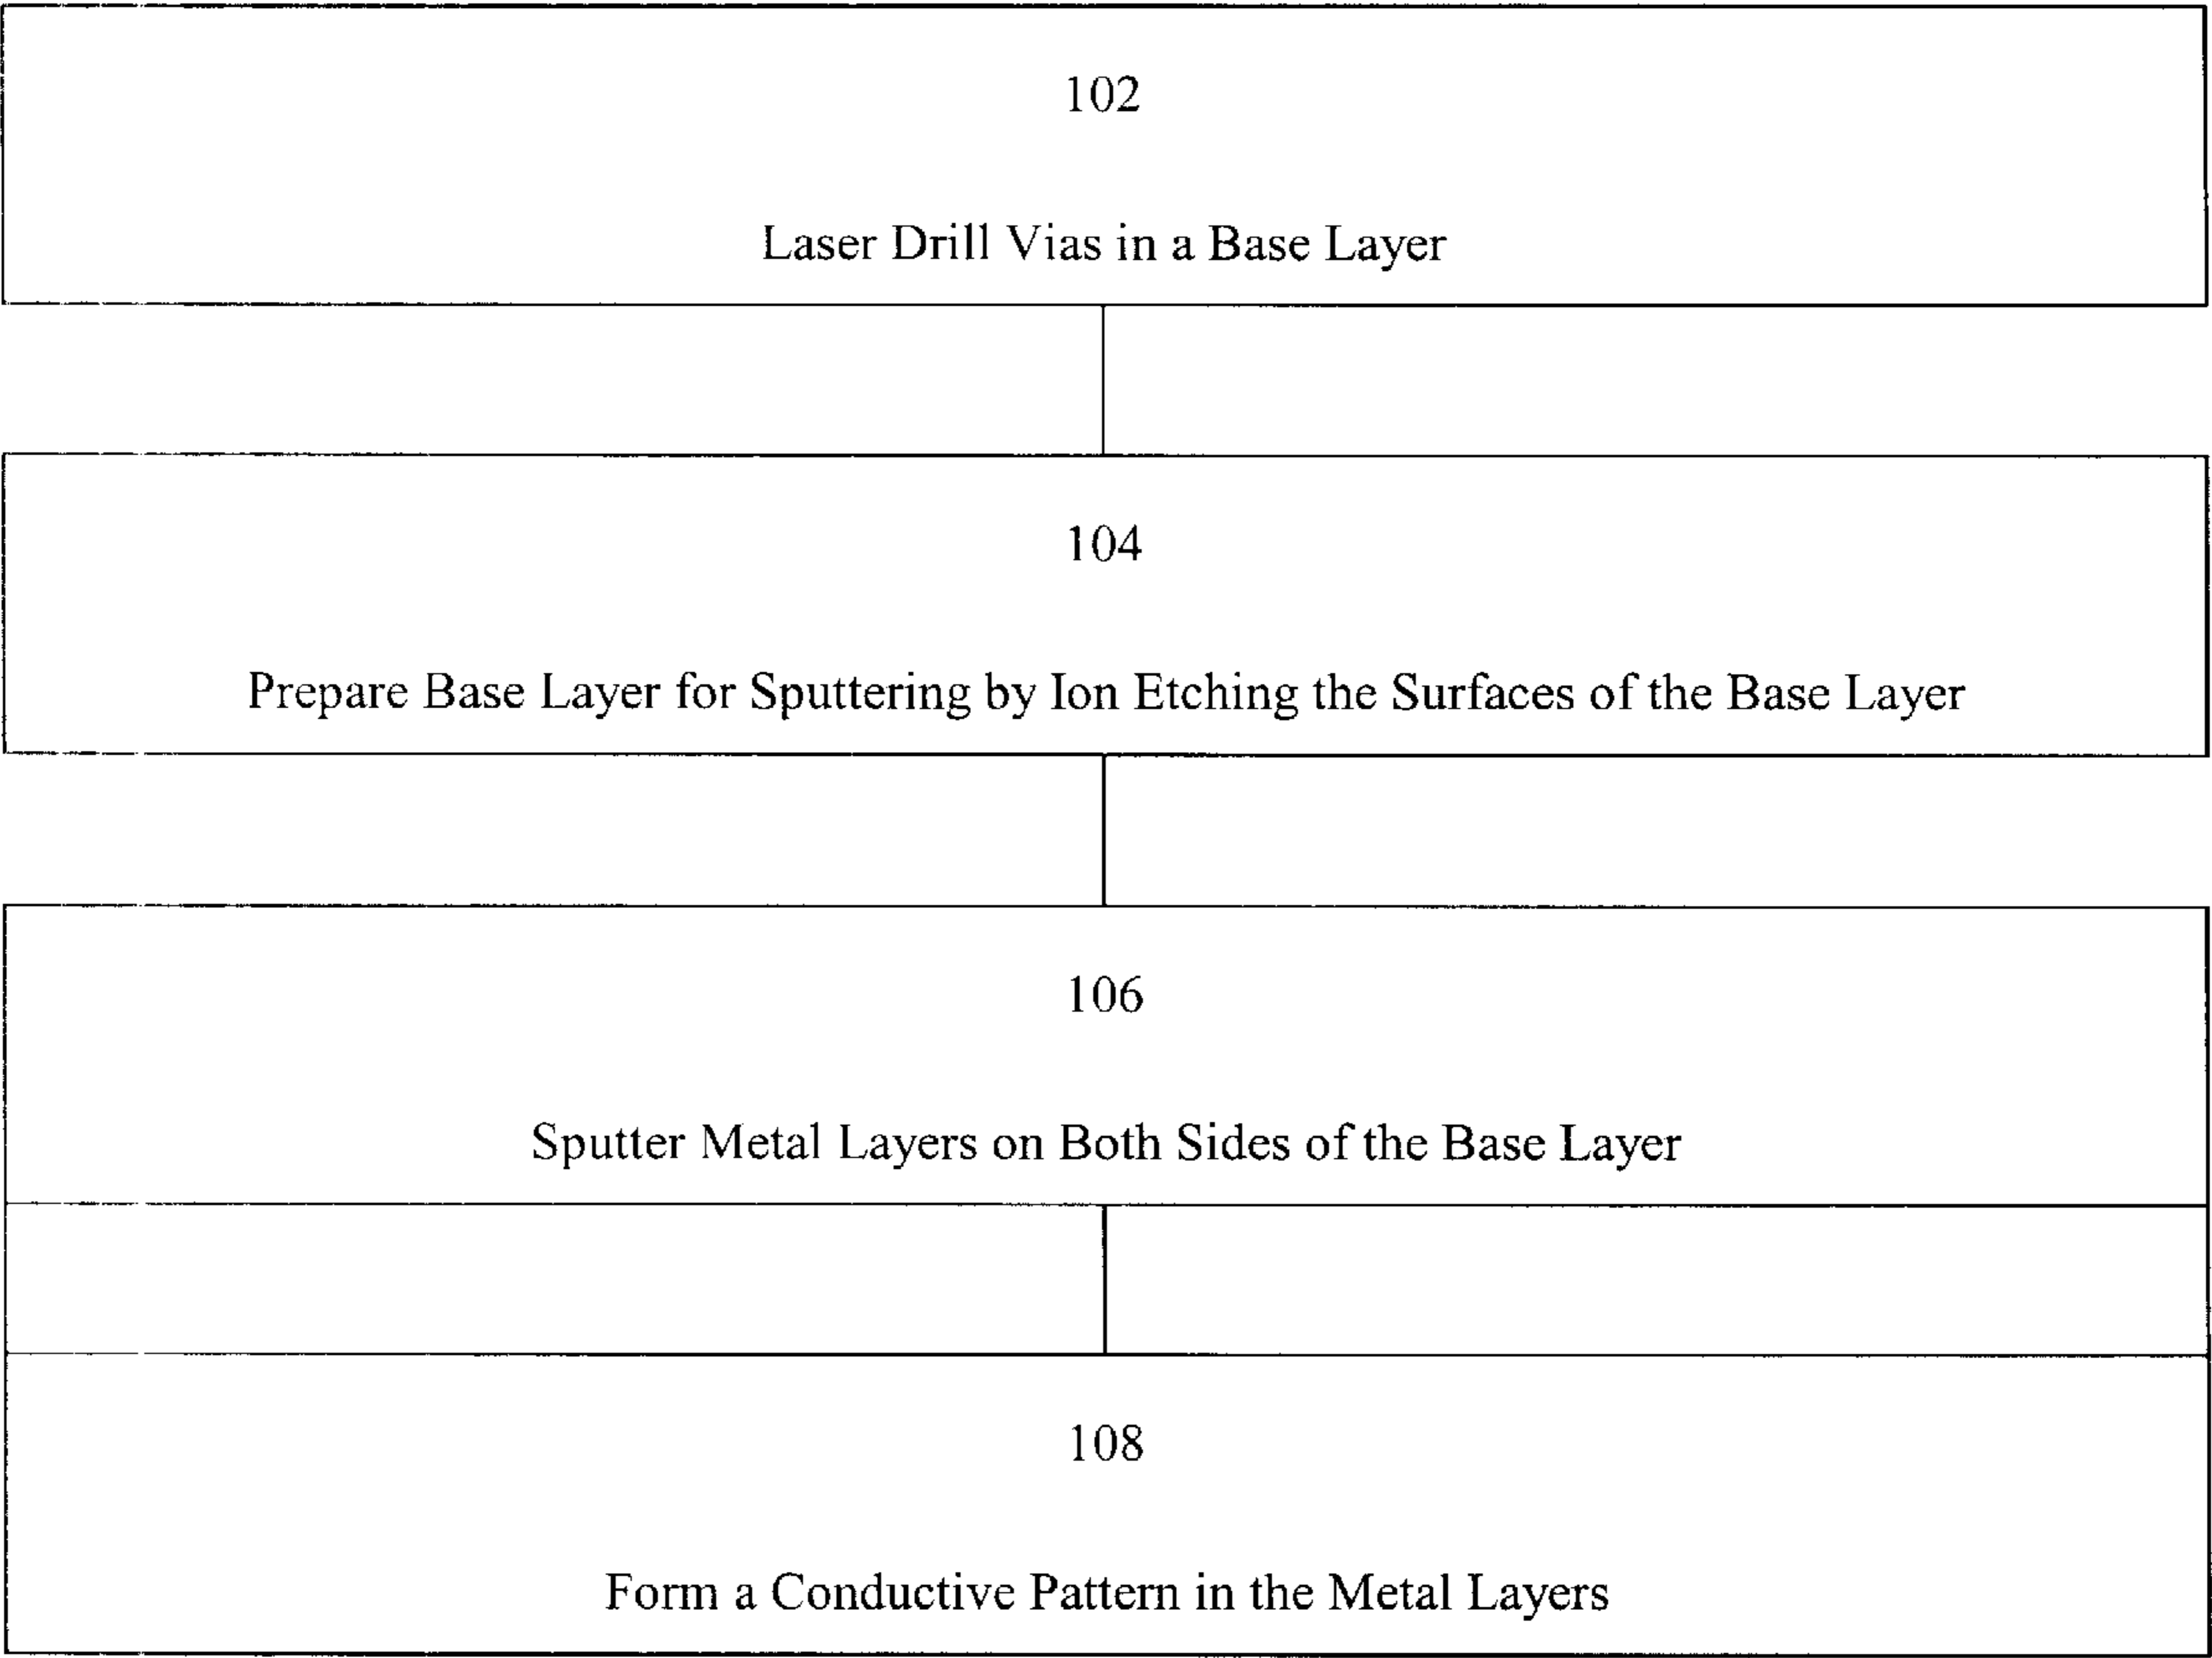 102
Laser Drill Vias in a Base Layer
104
Prepare Base Layer for Sputtering by Ion Etching the Surfaces of the Base Layer
106
Sputter Metal Layers on Both Sides of the Base Layer
108
Form a Conductive Pattern in the Metal Layers